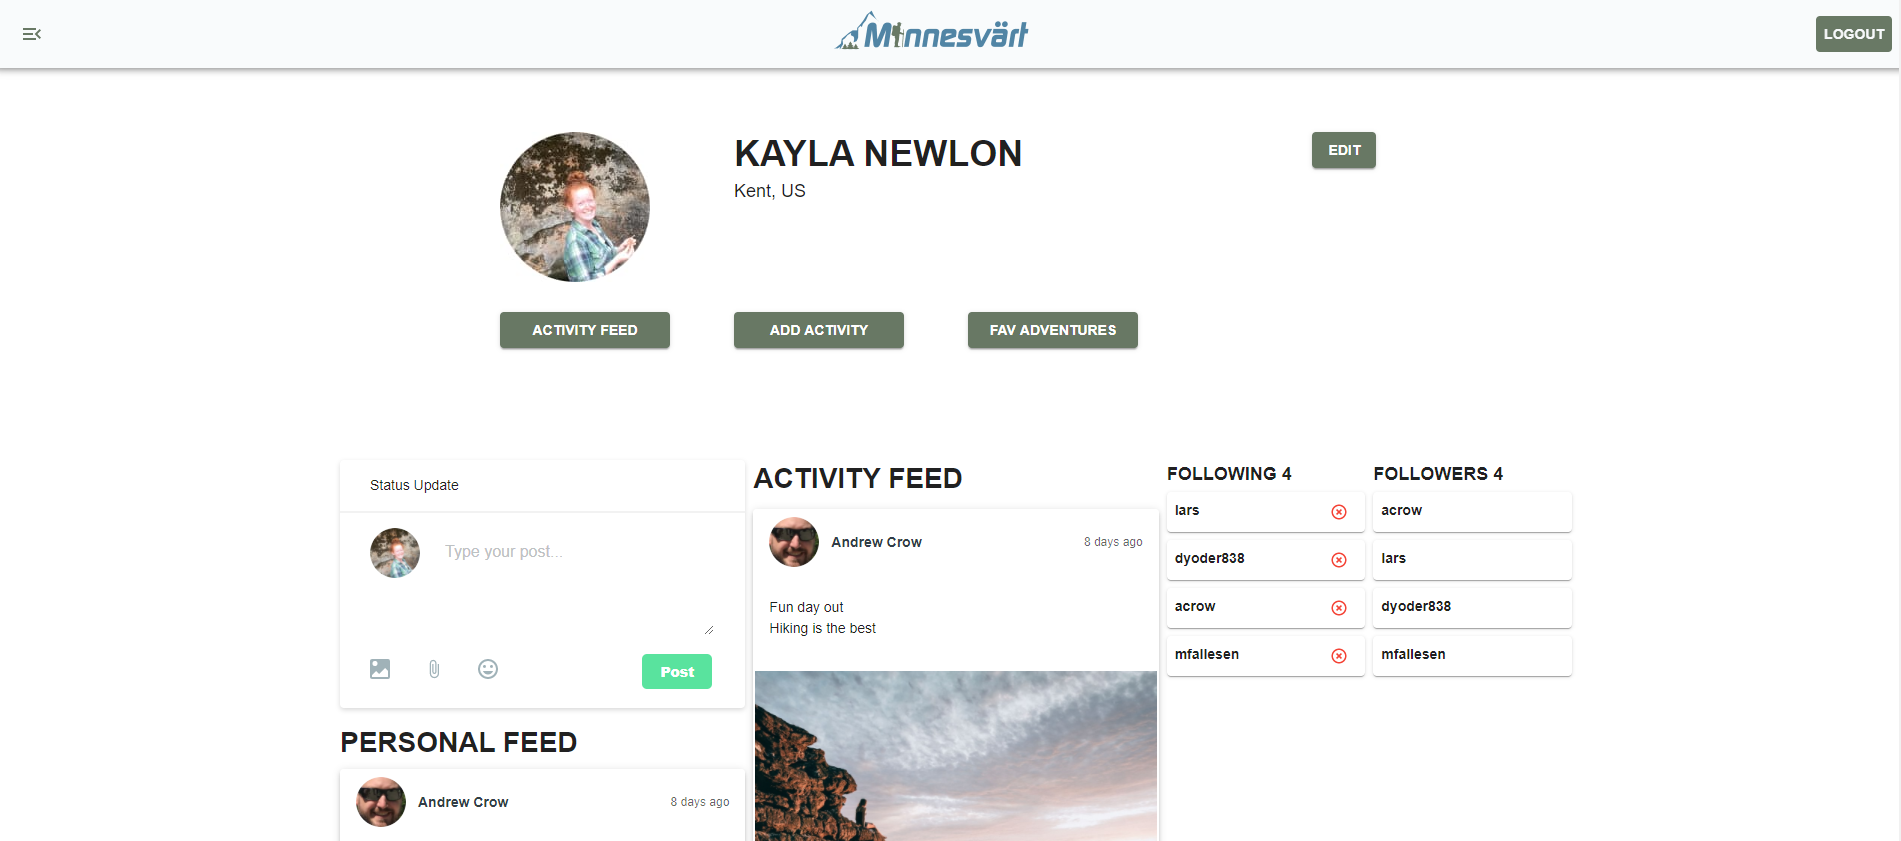 Minnesvärt
LOGOUT
KAYLA NEWLON
Kent, US
EDIT
ACTIVITY FEED
ADD ACTIVITY
FAV ADVENTURES
Status Update
Type your post...
Post
PERSONAL FEED
Andrew Crow
8 days ago
ACTIVITY FEED
Andrew Crow
8 days ago
Fun day out
Hiking is the best
FOLLOWING 4
lars
dyoder838
acrow
mfallesen
FOLLOWERS 4
acrow
lars
dyoder838
mfallesen